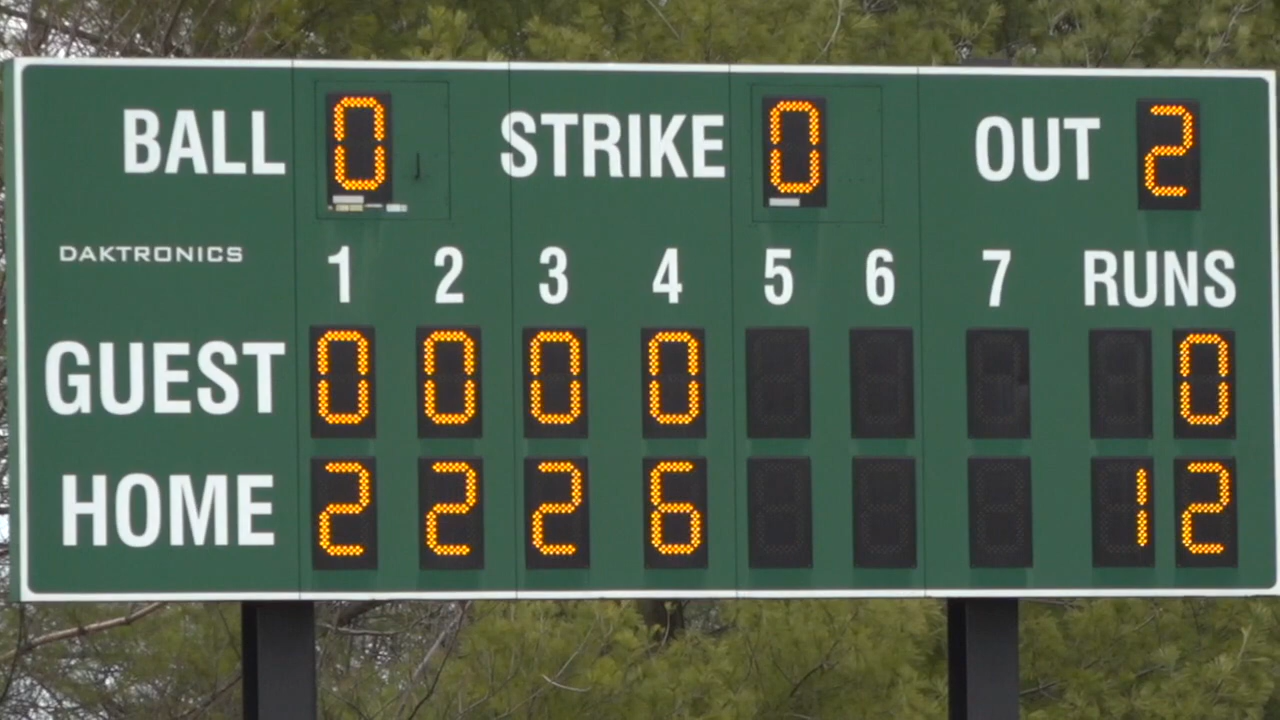 BALL 0 STRIKE 0 OUT 2
DAKTRONICS 1 2 3 4 5 6 7 RUNS
GUEST 0 0 0 0 0
HOME 2 2 2 6 12